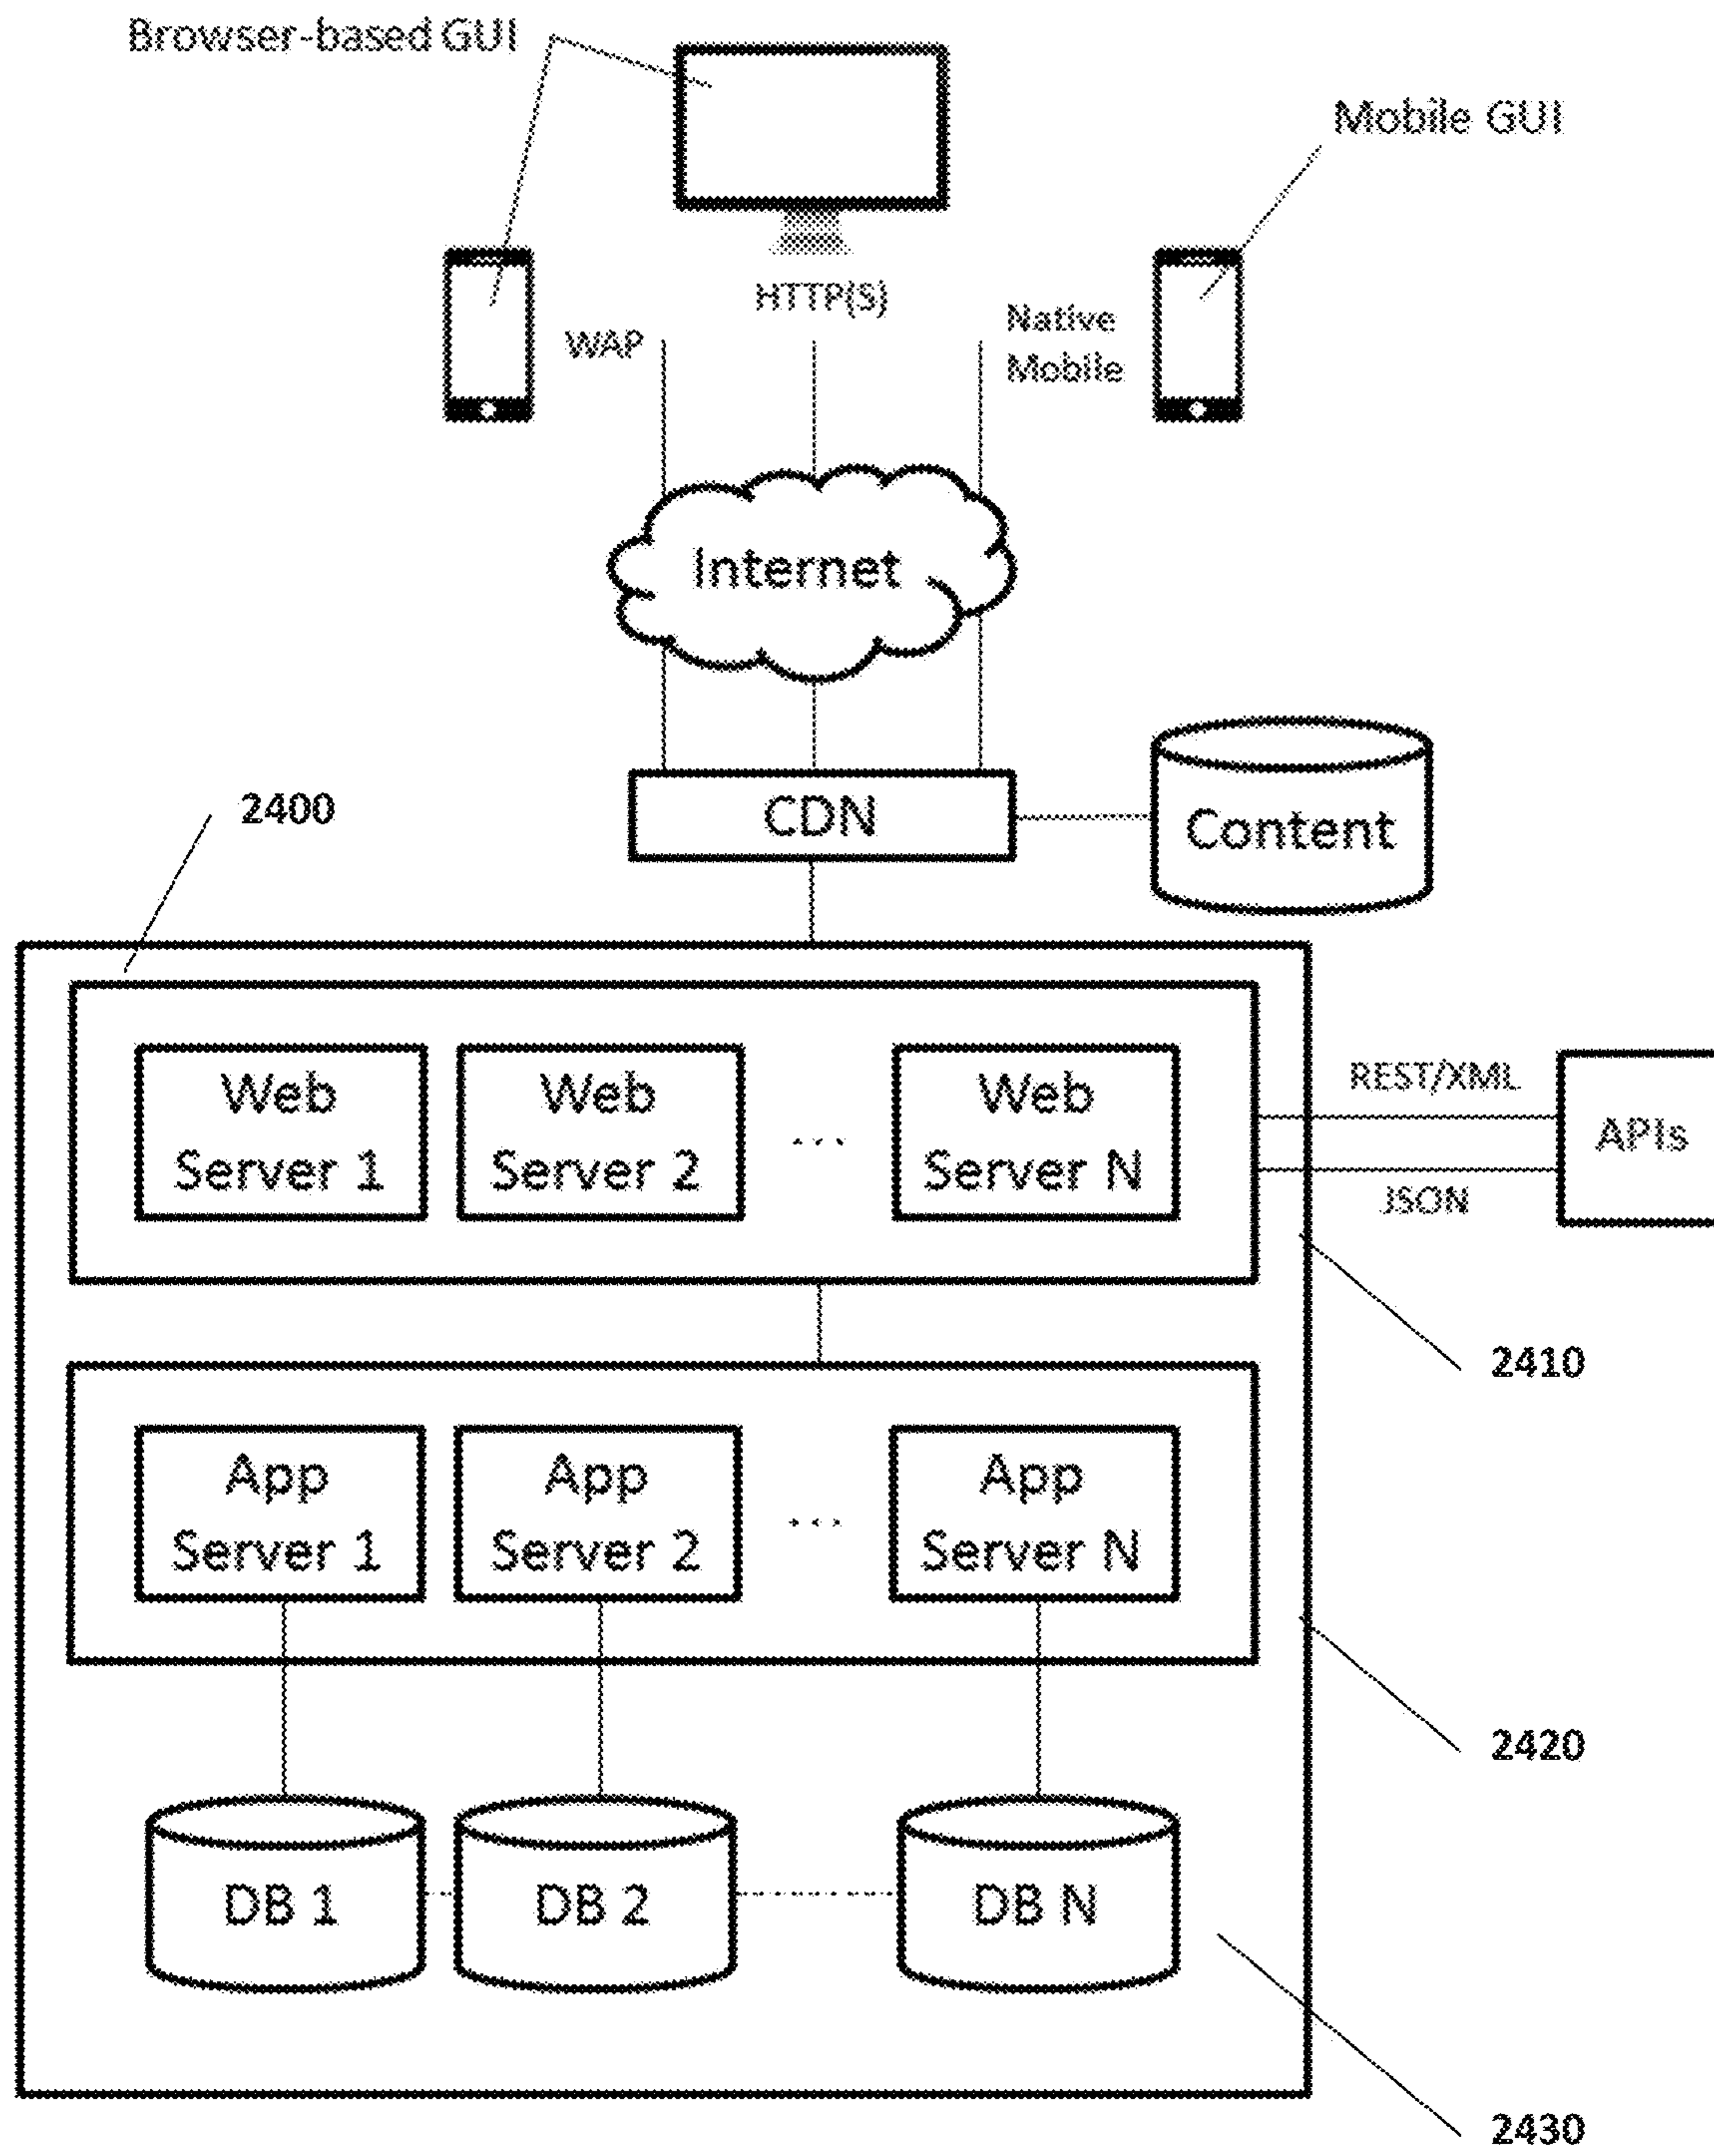 Browser-based GUI
Mobile GUI
HTTP(S)
WAP
Native
Mobile
Internet
CDN
Content
2400
Web
Server 1
Web
Server 2
...
Web
Server N
REST/XML
APIs
JSON
2410
App
Server 1
App
Server 2
...
App
Server N
2420
DB 1
DB 2
DB N
2430